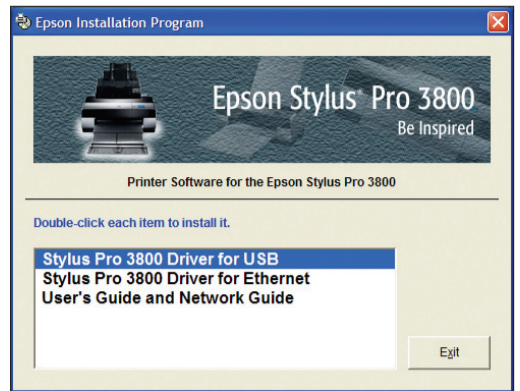 Epson Installation Program
Epson Stylus® Pro 3800
Be Inspired
Printer Software for the Epson Stylus Pro 3800
Double-click each item to install it.
Stylus Pro 3800 Driver for USB
Stylus Pro 3800 Driver for Ethernet
User's Guide and Network Guide
Exit